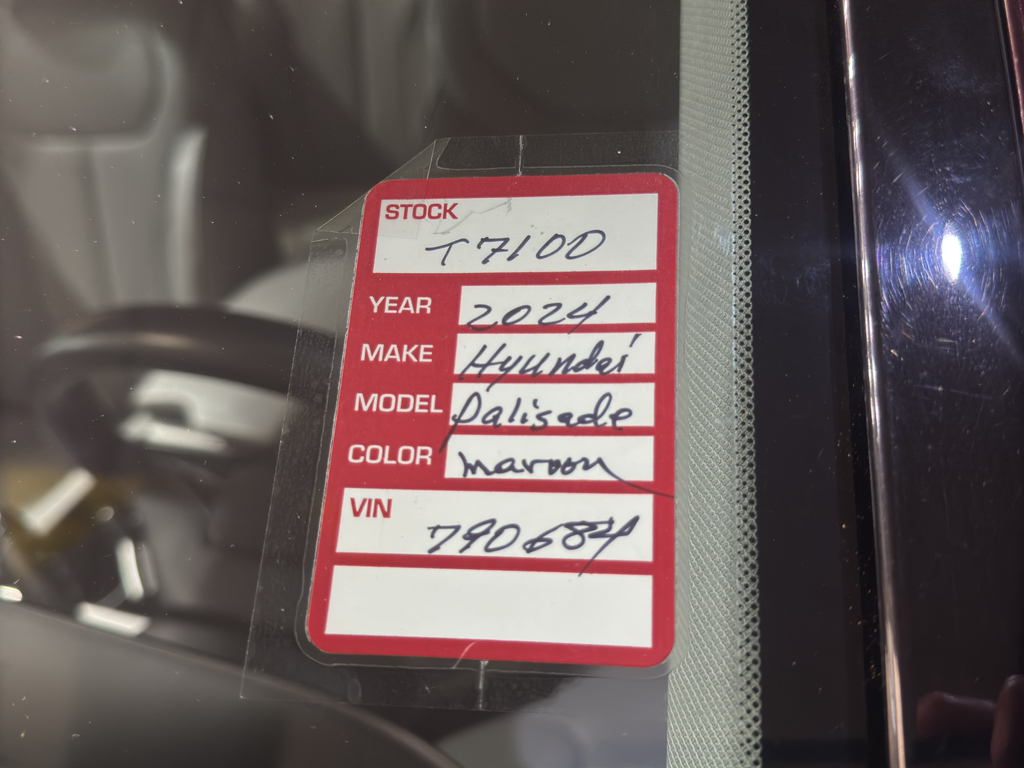 STOCK
T7100
YEAR 2024
MAKE Hyundai
MODEL Palisade
COLOR maroon
VIN
790684